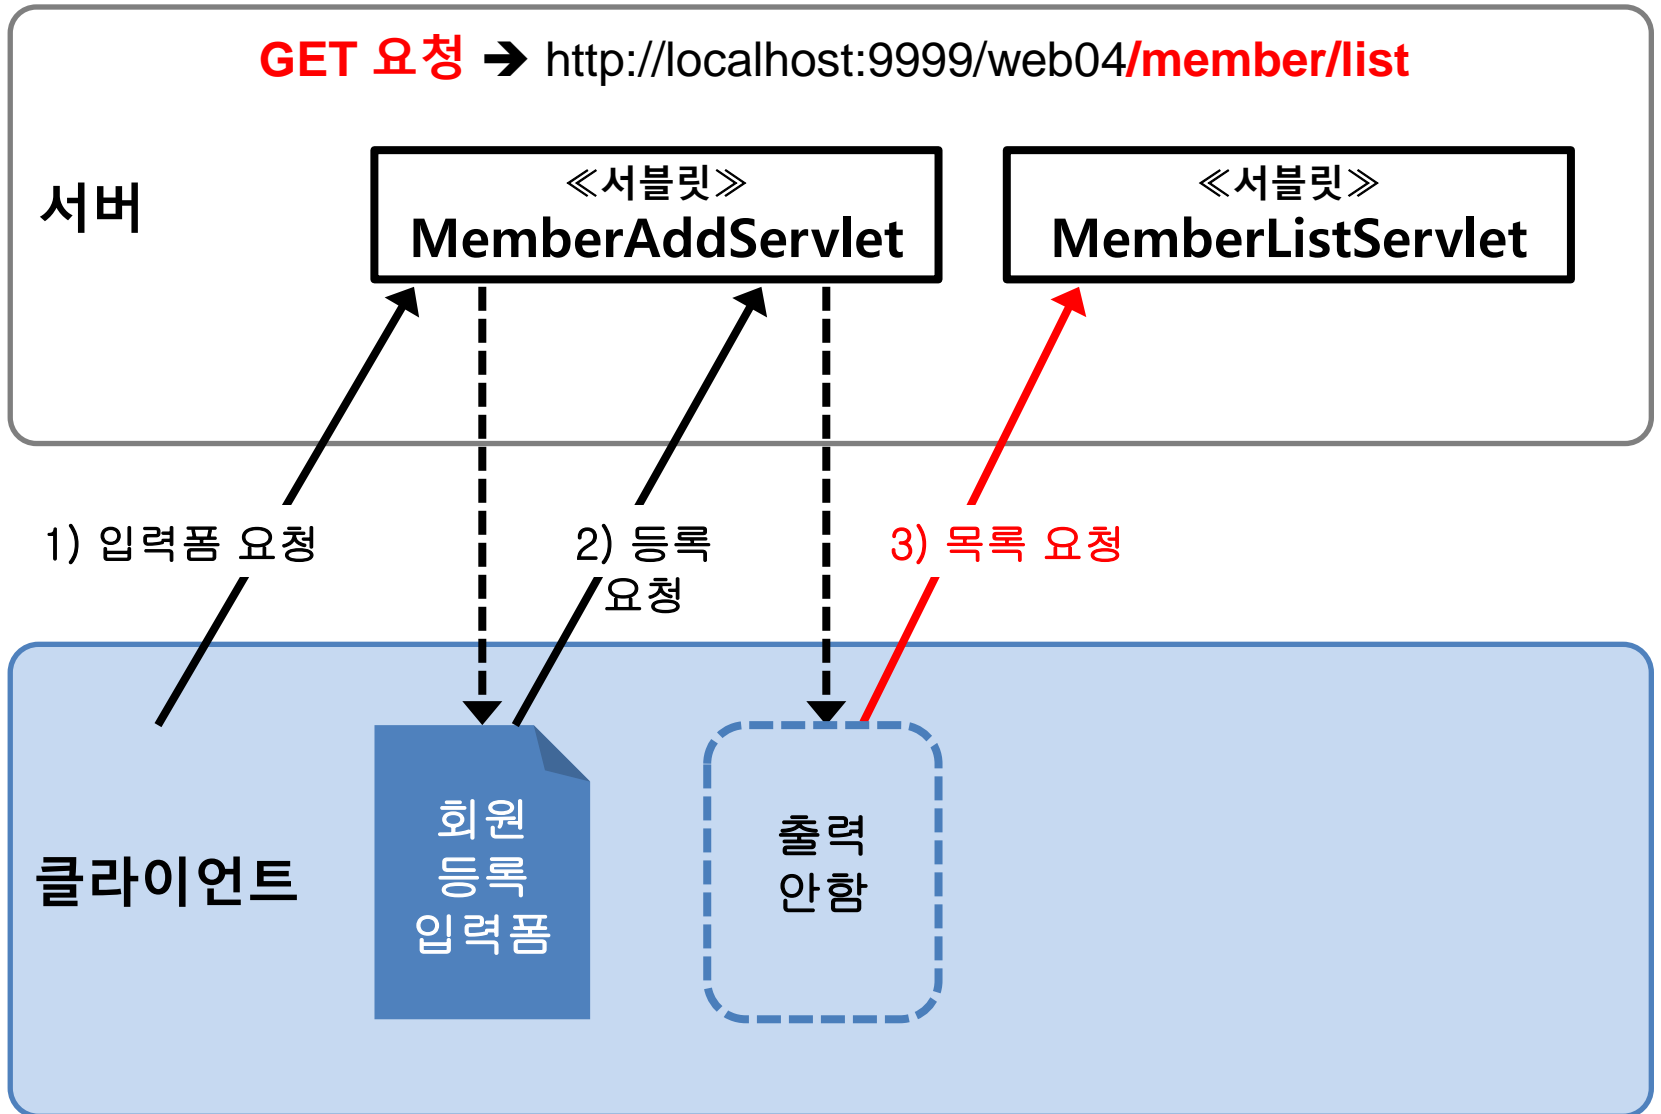 GET 요청 ➔ http://localhost:9999/web04/member/list
서버
≪서블릿≫
MemberAddServlet
≪서블릿≫
MemberListServlet
1) 입력폼 요청
2) 등록
요청
3) 목록 요청
클라이언트
회원
등록
입력폼
출력
안함